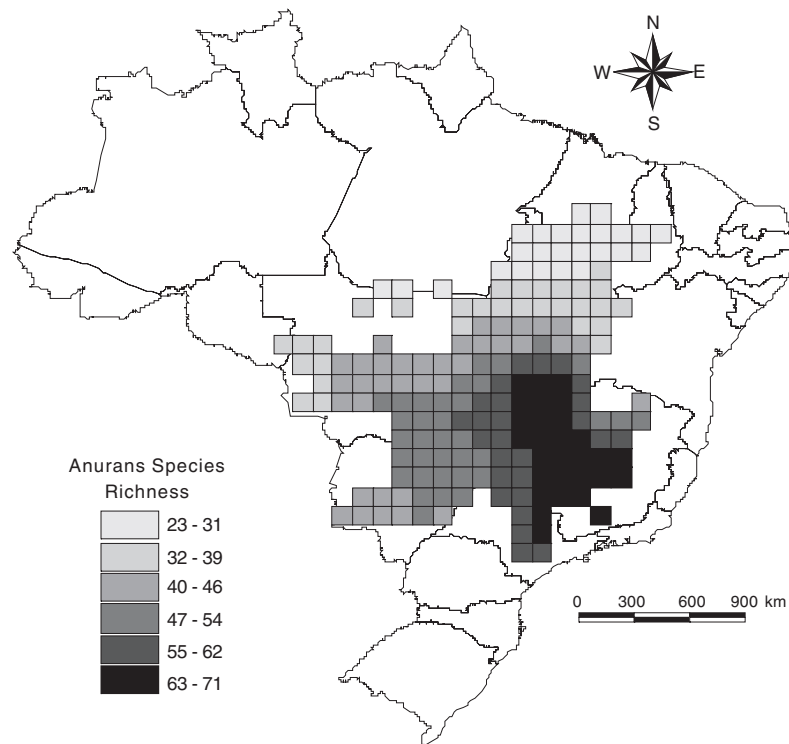 N
W E
S
Anurans Species
Richness
23 - 31
32 - 39
40 - 46
47 - 54
55 - 62
63 - 71
0 300 600 900 km